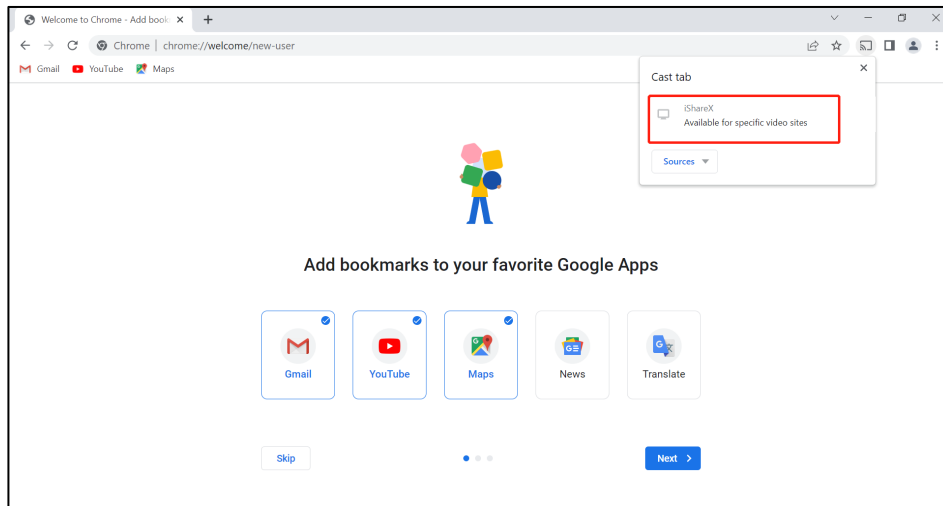 Welcome to Chrome - Add book
Chrome | chrome://welcome/new-user
Gmail YouTube Maps
Cast tab
iShareX
Available for specific video sites
Sources
Add bookmarks to your favorite Google Apps
Gmail YouTube Maps News Translate
Skip
Next